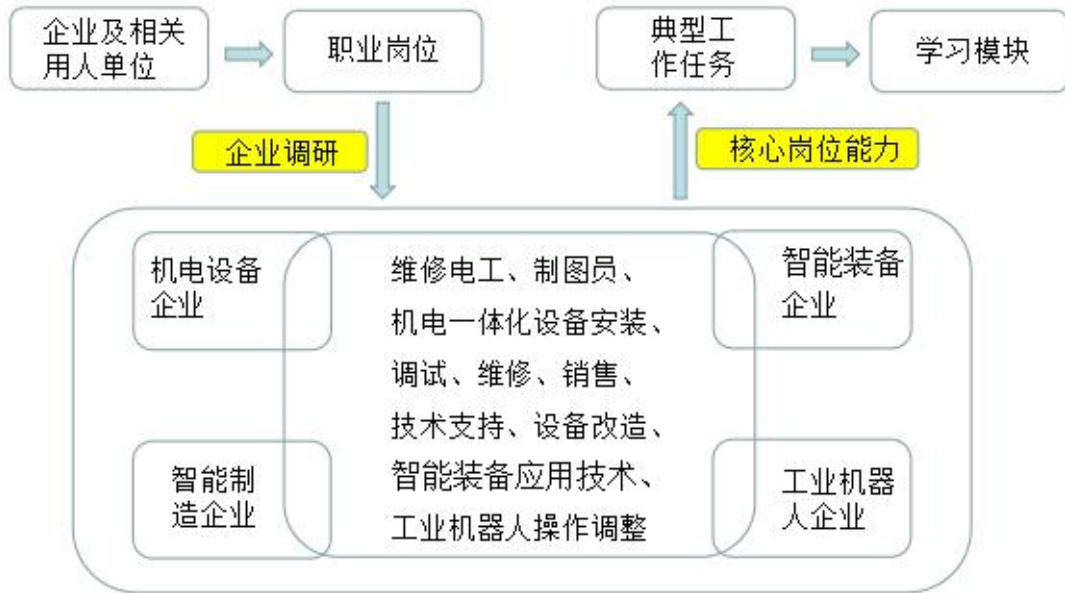 企业及相关
用人单位
职业岗位
典型工
作任务
学习模块
企业调研
核心岗位能力
机电设备
企业
维修电工、制图员、
机电一体化设备安装、
调试、维修、销售、
技术支持、设备改造、
智能装备应用技术、
工业机器人操作调整
智能装备
企业
智能制
造企业
工业机器
人企业